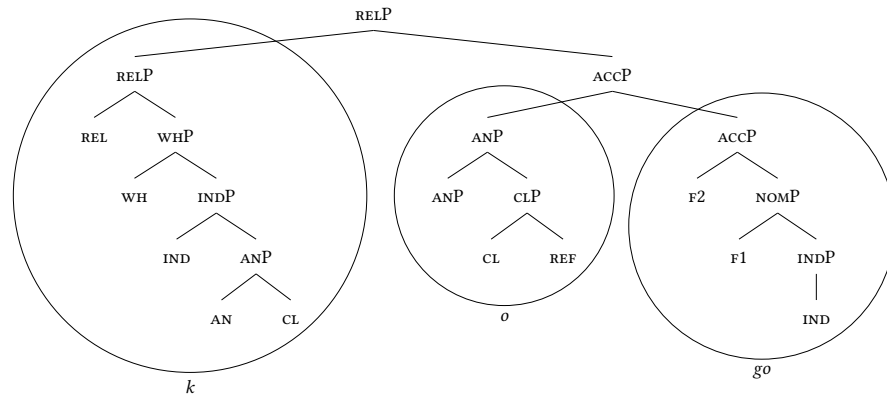 RELP
RELP ACCP
REL WHP ANP ACCP
WH INDP ANP CLP F2 NOMP
IND ANP CL REF F1 INDP
AN CL IND
k o go